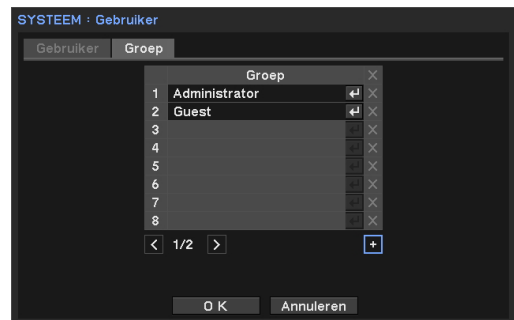 SYSTEEM : Gebruiker
Gebruiker Groep
Groep X
1 Administrator ↵ X
2 Guest ↵ X
3 ↵ X
4 ↵ X
5 ↵ X
6 ↵ X
7 ↵ X
8 ↵ X
< 1/2 > +
O K Annuleren